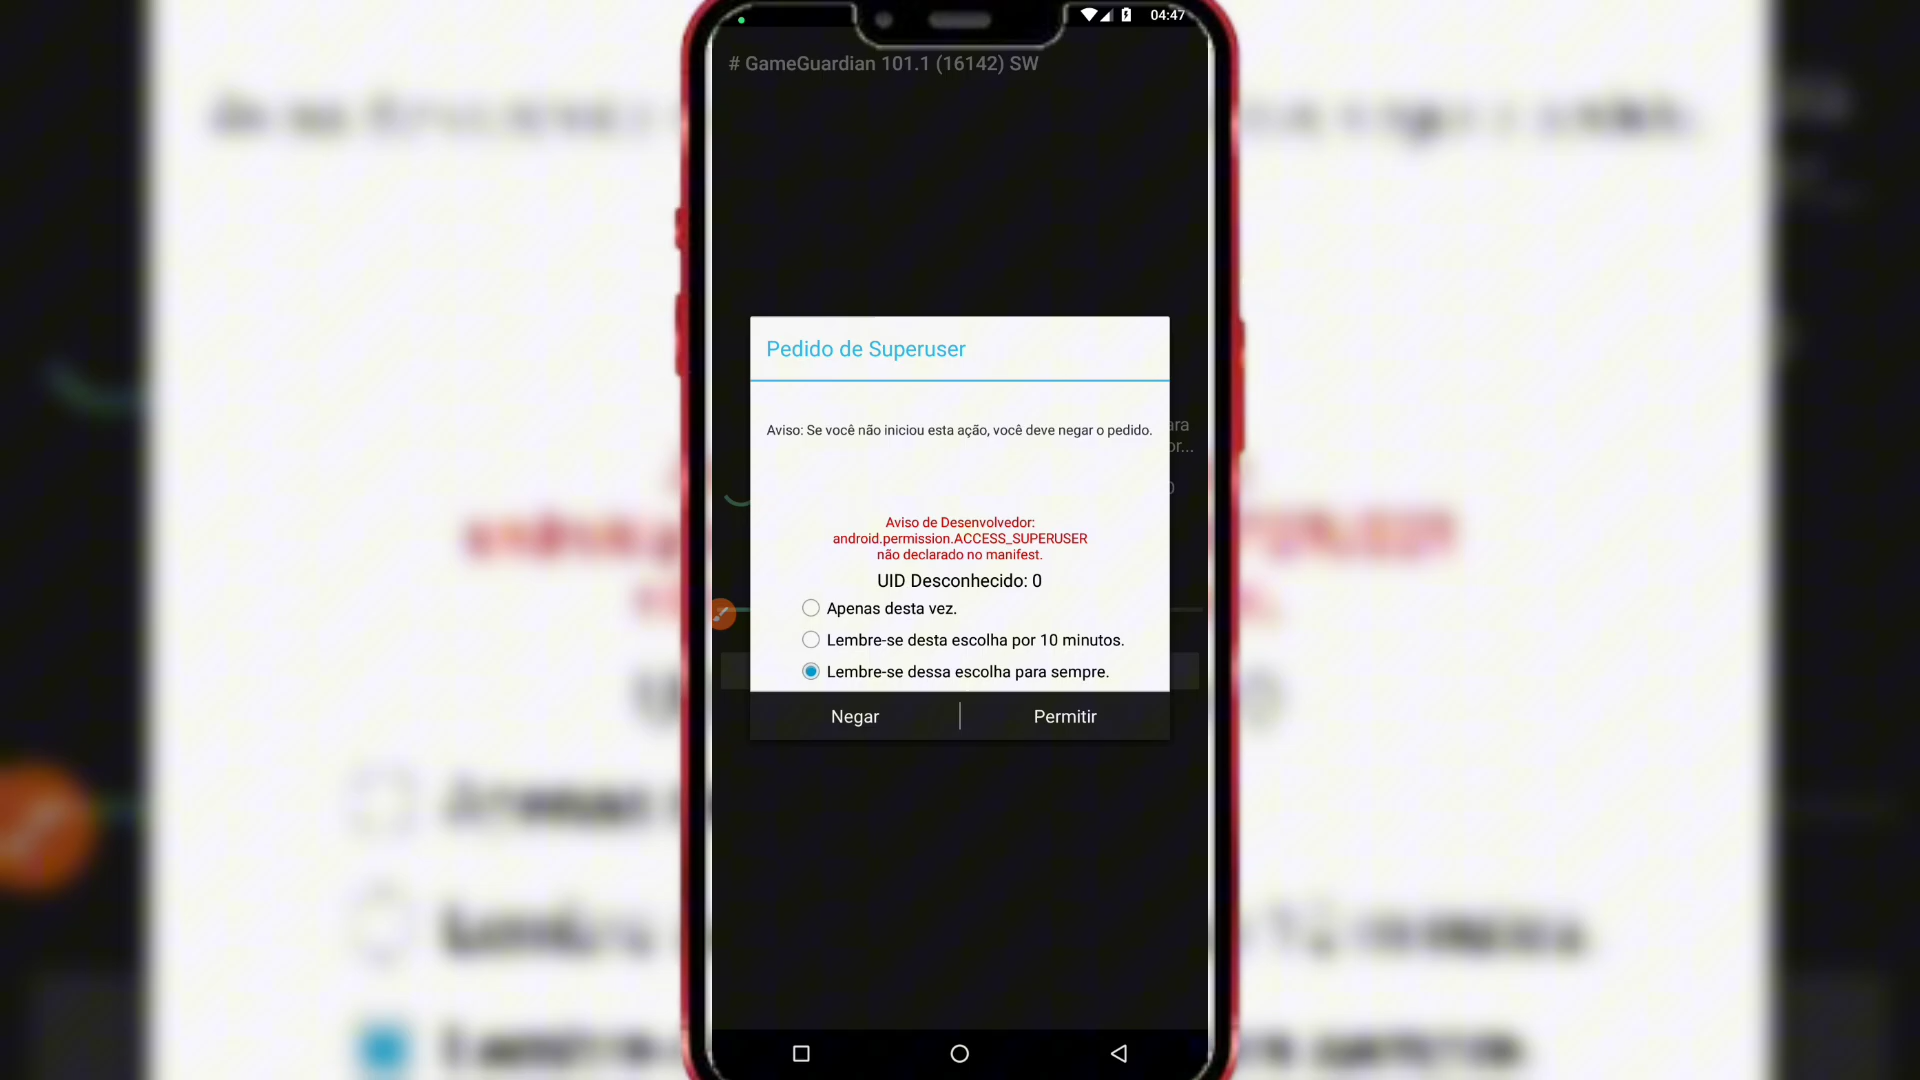 04:47
# GameGuardian 101.1 (16142) SW
Pedido de Superuser
Aviso: Se você não iniciou esta ação, você deve negar o pedido.
Aviso de Desenvolvedor:
android.permission.ACCESS_SUPERUSER
não declarado no manifest.
UID Desconhecido: 0
Apenas desta vez.
Lembre-se desta escolha por 10 minutos.
Lembre-se dessa escolha para sempre.
Negar
Permitir